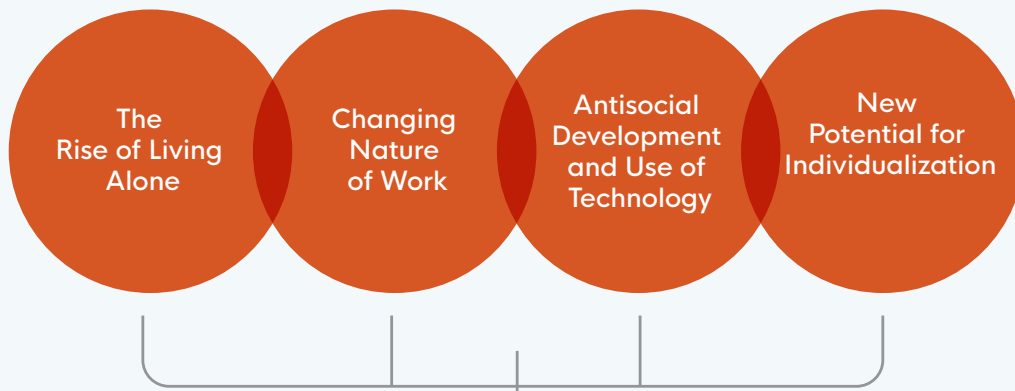 The
Rise of Living
Alone
Changing
Nature
of Work
Antisocial
Development
and Use of
Technology
New
Potential for
Individualization